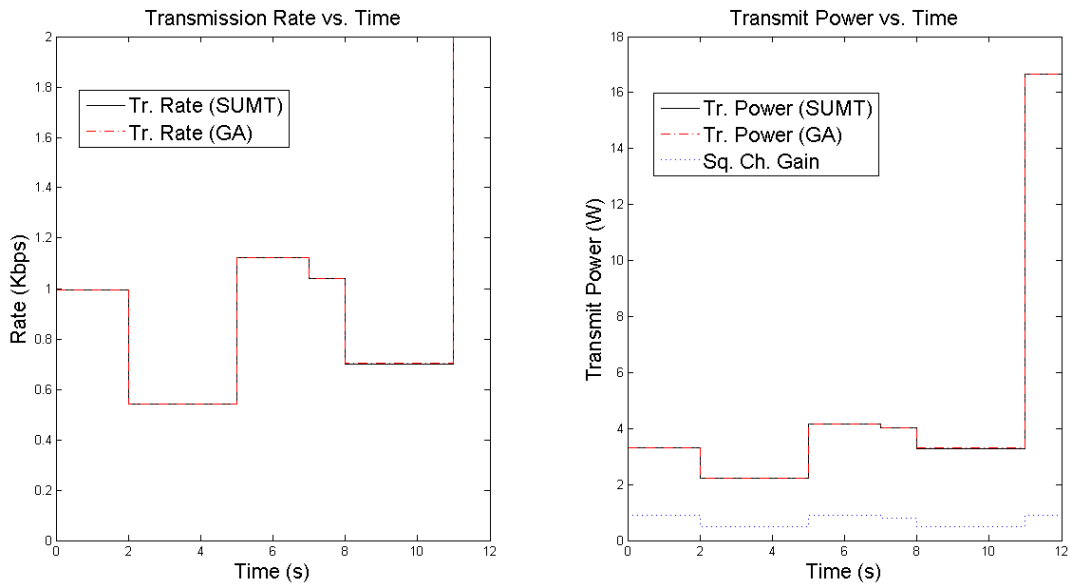 Transmission Rate vs. Time
2
1.8
1.6
1.4
1.2
1
0.8
0.6
0.4
0.2
0
Rate (Kbps)
Tr. Rate (SUMT)
Tr. Rate (GA)
0 2 4 6 8 10 12
Time (s)
Transmit Power vs. Time
18
16
14
12
10
8
6
4
2
0
Transmit Power (W)
Tr. Power (SUMT)
Tr. Power (GA)
Sq. Ch. Gain
0 2 4 6 8 10 12
Time (s)